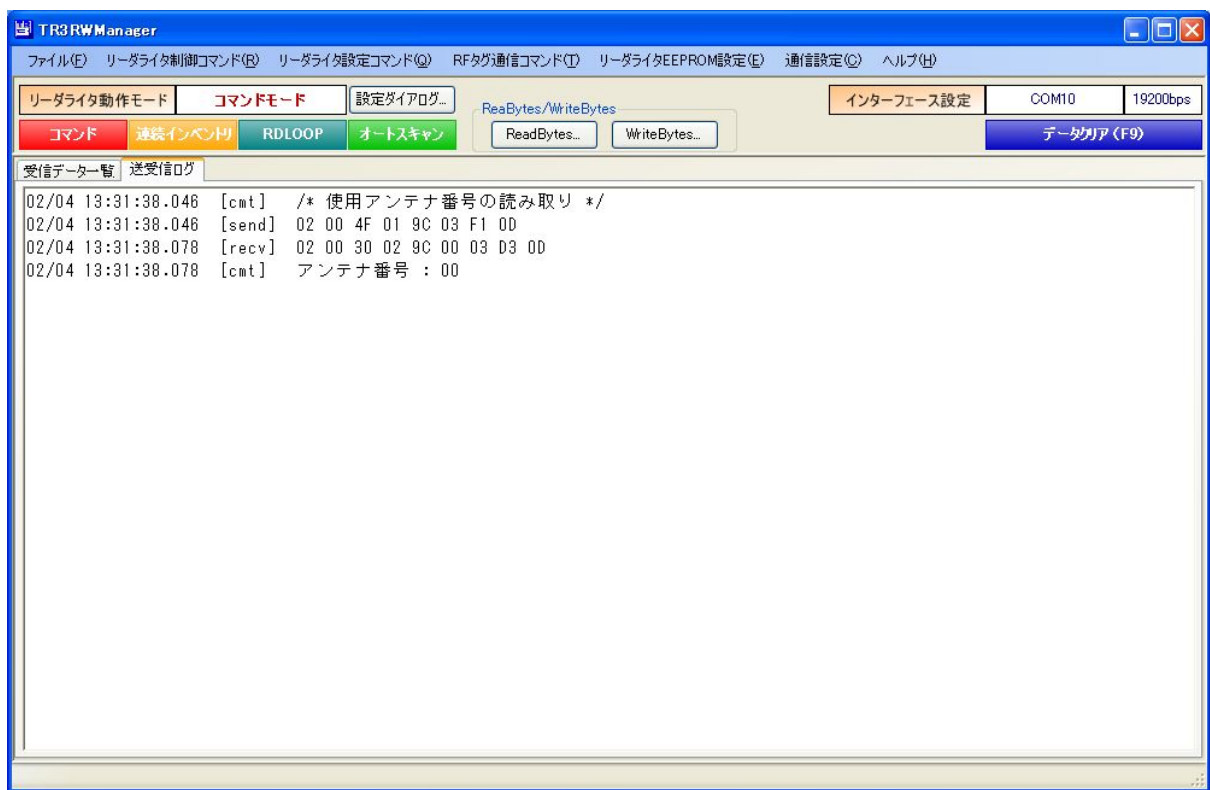 TR3RWManager
ファイル(F) リーダライタ制御コマンド(R) リーダライタ設定コマンド(Q) RFタグ通信コマンド(T) リーダライタEEPROM設定(E) 通信設定(C) ヘルプ(H)
リーダライタ動作モード コマンドモード 設定ダイアログ... ReaBytes/WriteBytes インターフェース設定 COM10 19200bps
コマンド 連続インベントリ RDLOOP オートスキャン ReadBytes... WriteBytes... データクリア (F9)
受信データ一覧 送受信ログ
02/04 13:31:38.046 [cmt] /* 使用アンテナ番号の読み取り */
02/04 13:31:38.046 [send] 02 00 4F 01 9C 03 F1 0D
02/04 13:31:38.078 [recv] 02 00 30 02 9C 00 03 D3 0D
02/04 13:31:38.078 [cmt] アンテナ番号 : 00